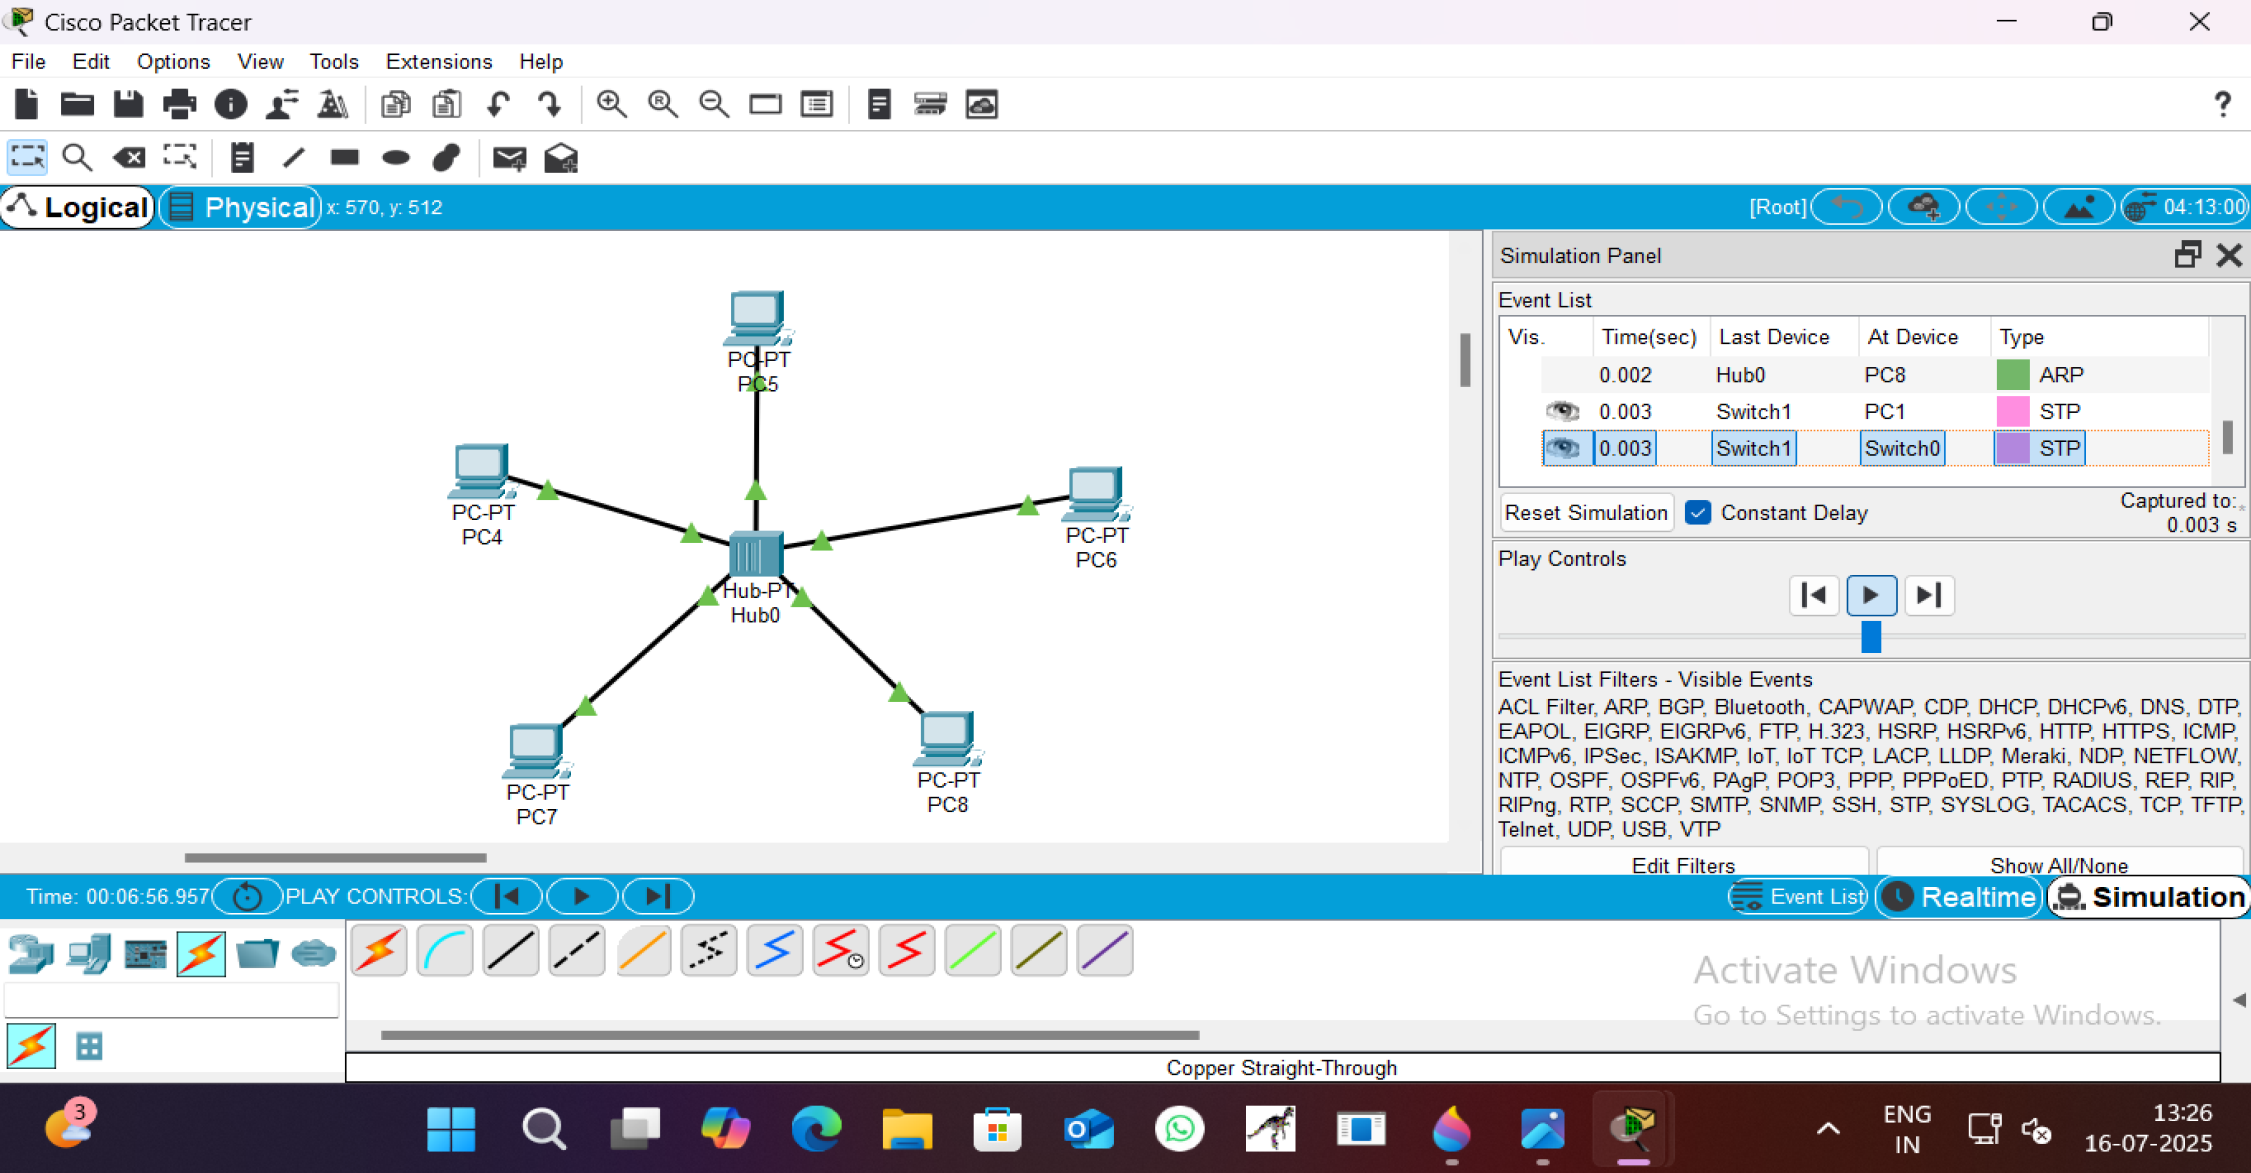 Cisco Packet Tracer
File Edit Options View Tools Extensions Help
Logical Physical x: 570, y: 512 [Root] 04:13:00
Simulation Panel
Event List
Vis. Time(sec) Last Device At Device Type
0.002 Hub0 PC8 ARP
0.003 Switch1 PC1 STP
0.003 Switch1 Switch0 STP
Reset Simulation Constant Delay Captured to:
0.003 s
Play Controls
Event List Filters - Visible Events
ACL Filter, ARP, BGP, Bluetooth, CAPWAP, CDP, DHCP, DHCPv6, DNS, DTP,
EAPOL, EIGRP, EIGRPv6, FTP, H.323, HSRP, HSRPv6, HTTP, HTTPS, ICMP,
ICMPv6, IPSec, ISAKMP, IoT, IoT TCP, LACP, LLDP, Meraki, NDP, NETFLOW,
NTP, OSPF, OSPFv6, PAgP, POP3, PPP, PPPoED, PTP, RADIUS, REP, RIP,
RIPng, RTP, SCCP, SMTP, SNMP, SSH, STP, SYSLOG, TACACS, TCP, TFTP,
Telnet, UDP, USB, VTP
Edit Filters Show All/None
PC-PT
PC5
PC-PT
PC4
PC-PT
PC6
Hub-PT
Hub0
PC-PT
PC7
PC-PT
PC8
Time: 00:06:56.957 PLAY CONTROLS: Event List Realtime Simulation
Activate Windows
Go to Settings to activate Windows.
Copper Straight-Through
3
ENG
IN
13:26
16-07-2025